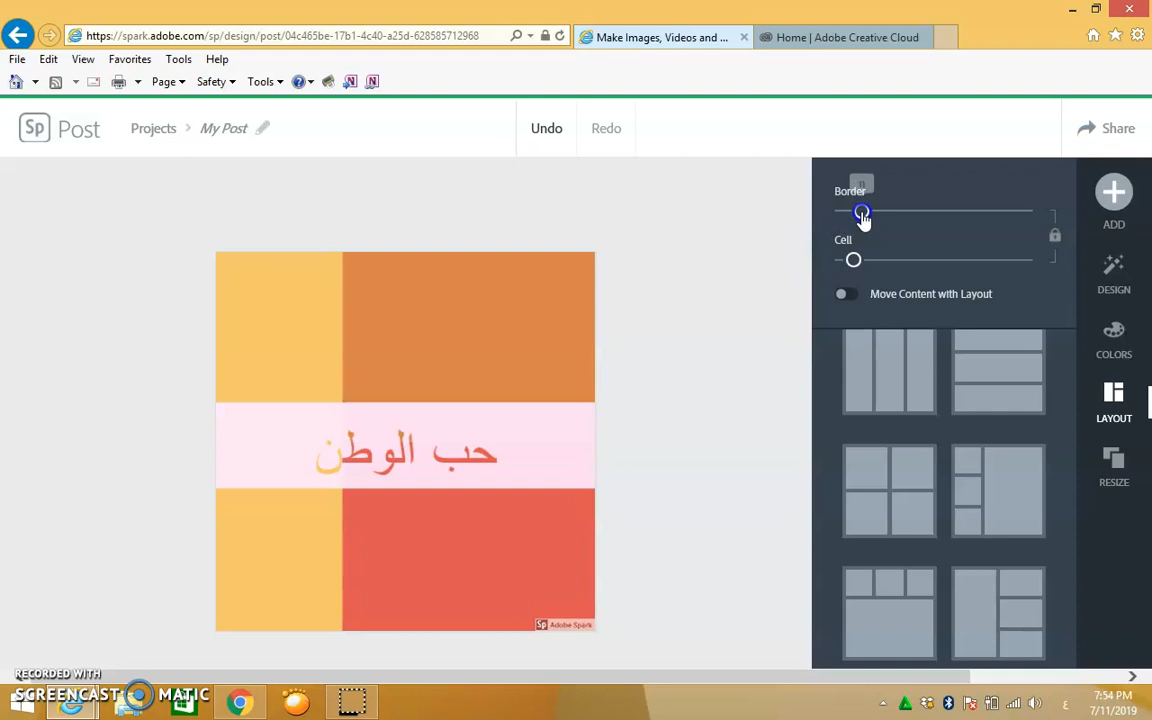 https://spark.adobe.com/sp/design/post/04c465be-17b1-4c40-a25d-628585712968
Make Images, Videos and ...
Home | Adobe Creative Cloud
File Edit View Favorites Tools Help
Page Safety Tools
Sp Post
Projects > My Post
Undo
Redo
Share
11
Border
Cell
Move Content with Layout
ADD
DESIGN
COLORS
LAYOUT
RESIZE
حب الوطن
Sp Adobe Spark
RECORDED WITH
SCREENCAST MATIC
ع
7:54 PM
7/11/2019